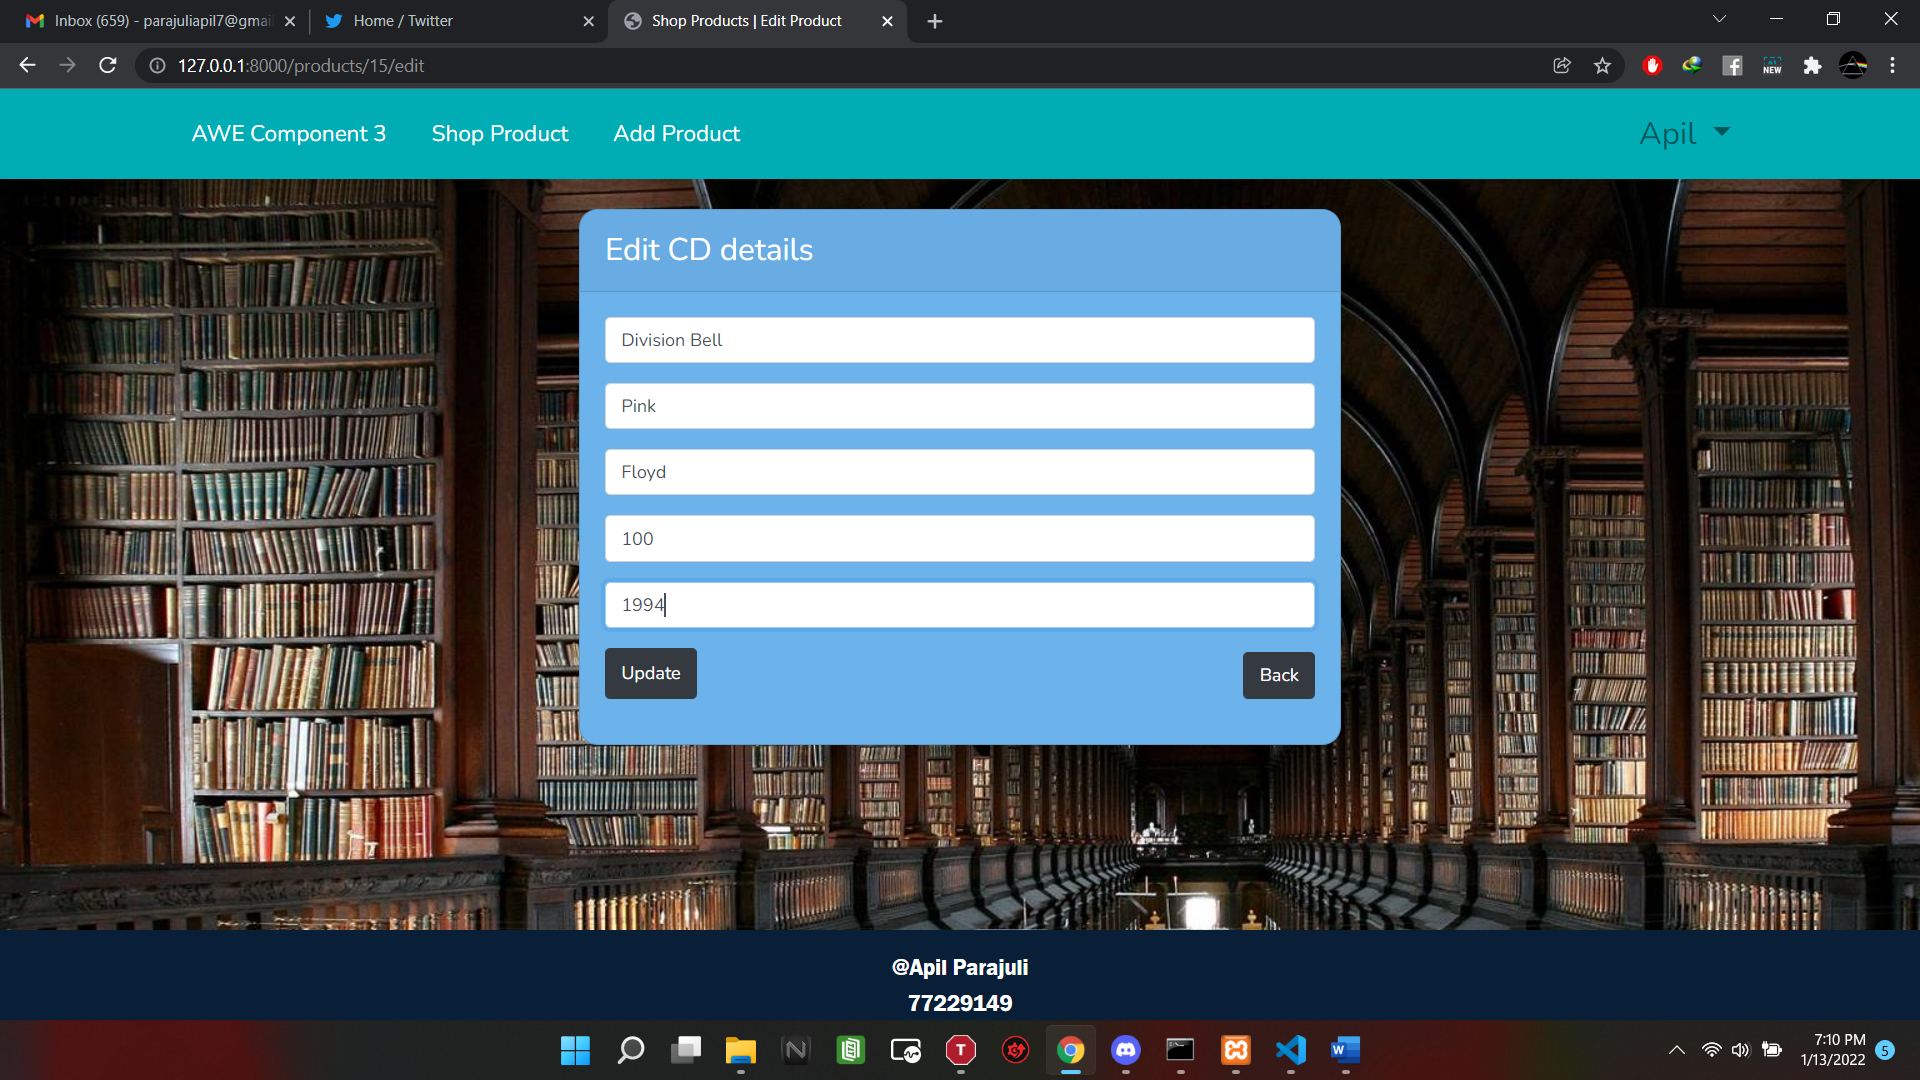 Inbox (659) - parajuliapil7@gmai
Home / Twitter
Shop Products | Edit Product
127.0.0.1:8000/products/15/edit
NEW
AWE Component 3
Shop Product
Add Product
Apil
Edit CD details
Division Bell
Pink
Floyd
100
1994
Update
Back
@Apil Parajuli
77229149
N
T
W
7:10 PM
1/13/2022
5